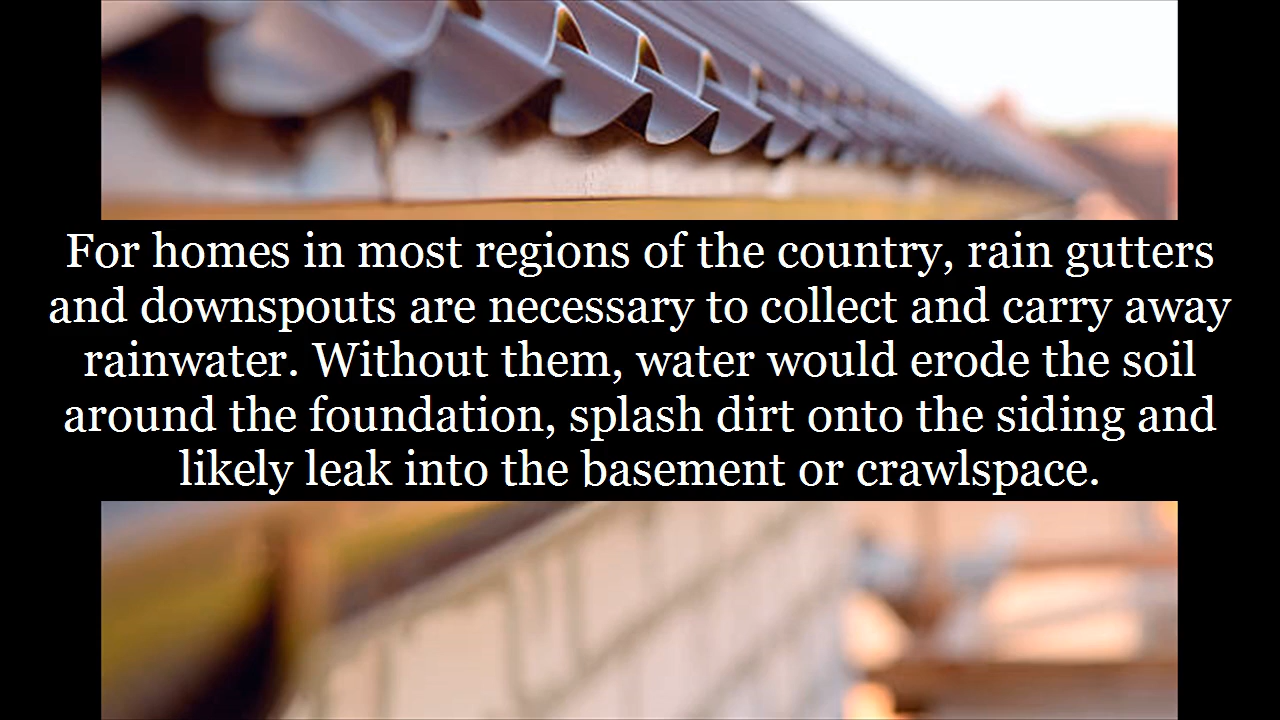 For homes in most regions of the country, rain gutters
and downspouts are necessary to collect and carry away
rainwater. Without them, water would erode the soil
around the foundation, splash dirt onto the siding and
likely leak into the basement or crawlspace.